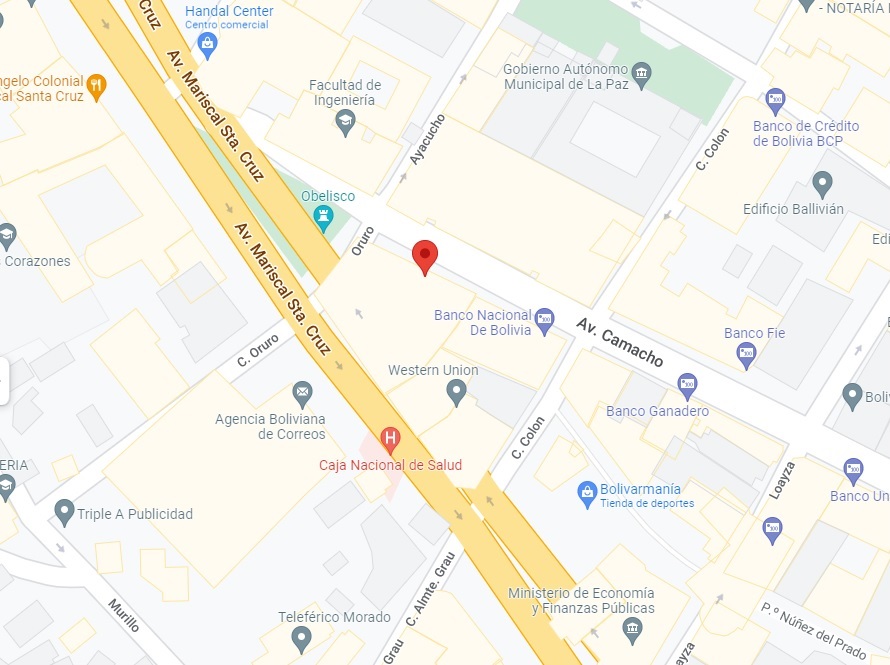 Handal Center
Centro comercial
Cruz
- NOTARÍA
Av. Mariscal Sta. Cruz
ngelo Colonial
cal Santa Cruz
Facultad de
Ingeniería
Gobierno Autónomo
Municipal de La Paz
Banco de Crédito
de Bolivia BCP
Ayacucho
C. Colon
Obelisco
Edificio Ballivián
Corazones
Oruro
Edi
Av. Mariscal Sta. Cruz
Banco Nacional
De Bolivia
Av. Camacho
Banco Fie
C. Oruro
Western Union
Banco Ganadero
Boliv
Agencia Boliviana
de Correos
C. Colon
Caja Nacional de Salud
ERIA
Loayza
Banco Un
Bolivarmanía
Tienda de deportes
Triple A Publicidad
C. Almte. Grau
Ministerio de Economía
y Finanzas Públicas
Murillo
Teleférico Morado
P.º Núñez del Prado
Grau
ayza